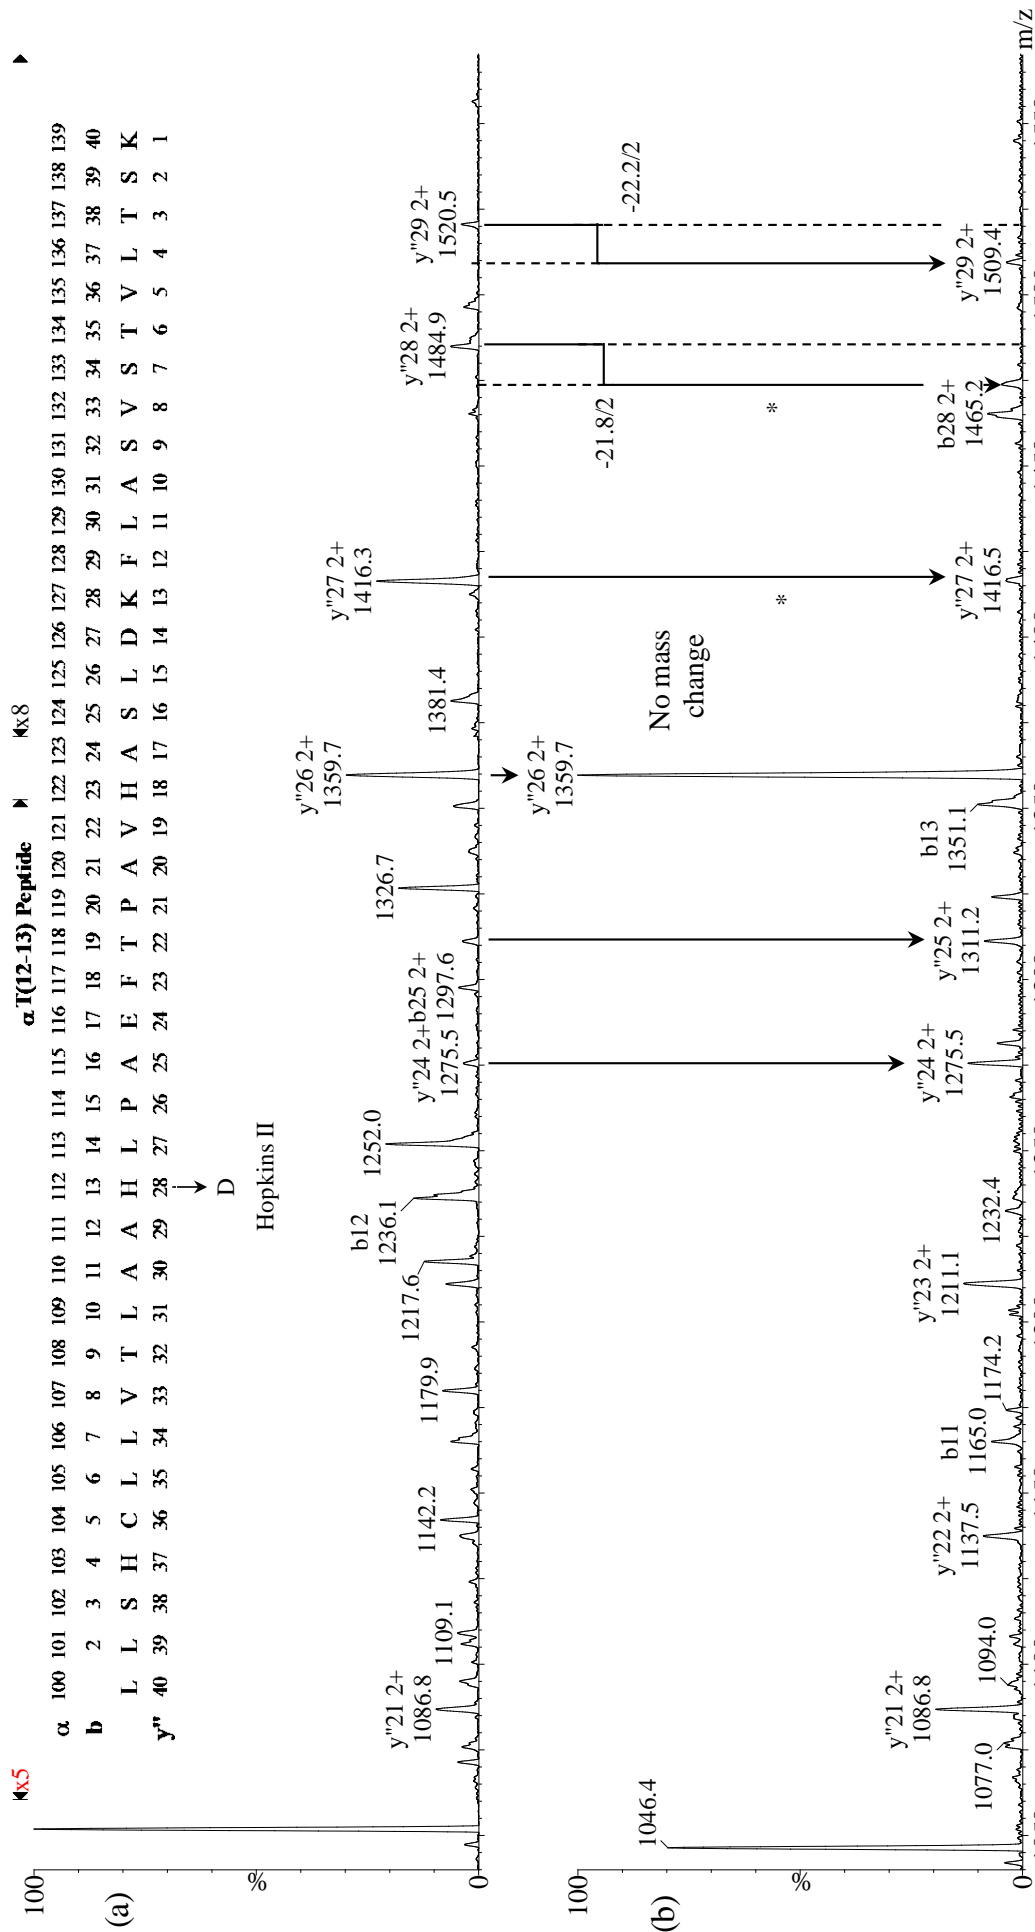 α T(12-13) Peptide
x5
x8
α 100 101 102 103 104 105 106 107 108 109 110 111 112 113 114 115 116 117 118 119 120 121 122 123 124 125 126 127 128 129 130 131 132 133 134 135 136 137 138 139
b 2 3 4 5 6 7 8 9 10 11 12 13 14 15 16 17 18 19 20 21 22 23 24 25 26 27 28 29 30 31 32 33 34 35 36 37 38 39 40
L L S H C L L V T L A A H L P A E F T P A V H A S L D K F L A S V S T V L T S K
y" 40 39 38 37 36 35 34 33 32 31 30 29 28 27 26 25 24 23 22 21 20 19 18 17 16 15 14 13 12 11 10 9 8 7 6 5 4 3 2 1
D
Hopkins II
100
(a)
%
0
y"21 2+
1086.8
1109.1
1142.2
1179.9
1217.6
b12
1236.1
1252.0
y"24 2+
1275.5
b25 2+
1297.6
1326.7
y"26 2+
1359.7
1381.4
y"27 2+
1416.3
y"28 2+
1484.9
y"29 2+
1520.5
No mass
change
*
-21.8/2
*
-22.2/2
100
(b)
%
0
1046.4
1077.0
y"21 2+
1086.8
1094.0
y"22 2+
1137.5
b11
1165.0
1174.2
y"23 2+
1211.1
1232.4
y"24 2+
1275.5
y"25 2+
1311.2
b13
1351.1
y"26 2+
1359.7
y"27 2+
1416.5
b28 2+
1465.2
y"29 2+
1509.4
m/z